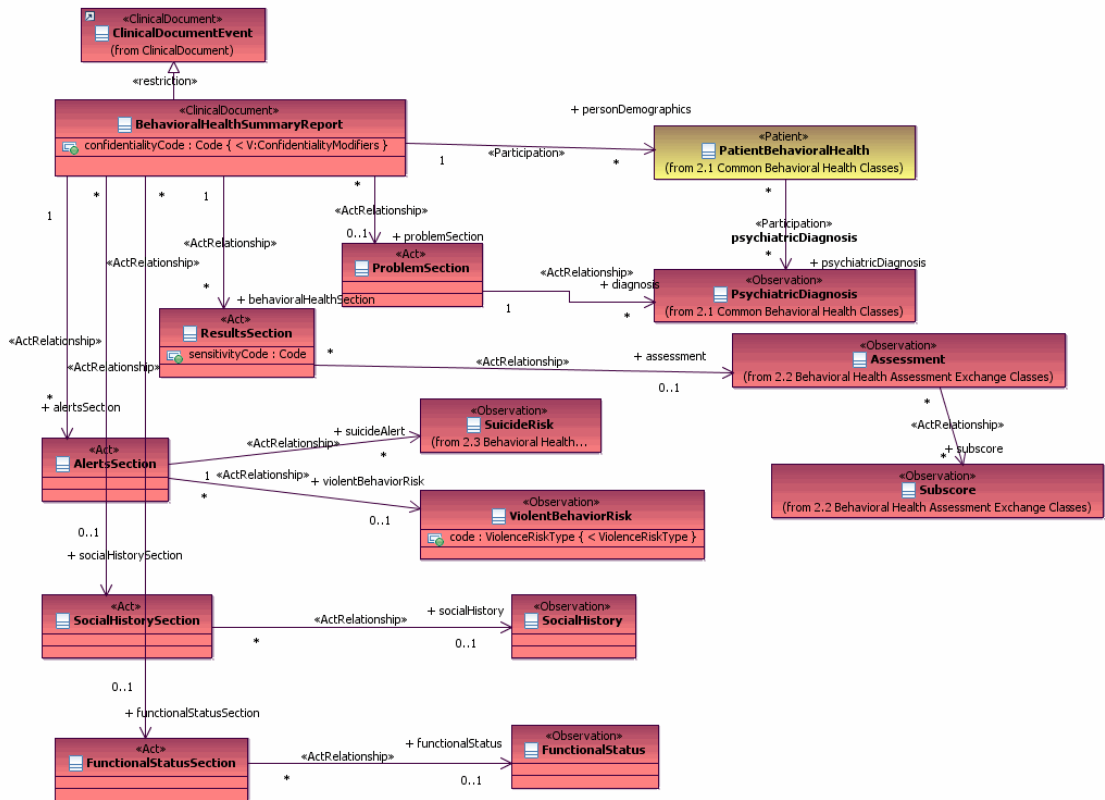 «ClinicalDocument»
ClinicalDocumentEvent
(from ClinicalDocument)
«restriction»
«ClinicalDocument»
BehavioralHealthSummaryReport
confidentialityCode : Code { < V:ConfidentialityModifiers }
+ personDemographics
1
«Participation»
*
«Patient»
PatientBehavioralHealth
(from 2.1 Common Behavioral Health Classes)
*
«Participation»
psychiatricDiagnosis
*
+ psychiatricDiagnosis
1
*
*
1
*
«ActRelationship»
0..1
+ problemSection
«Act»
ProblemSection
«ActRelationship»
+ diagnosis
1
*
«Observation»
PsychiatricDiagnosis
(from 2.1 Common Behavioral Health Classes)
«ActRelationship»
«ActRelationship»
*
+ behavioralHealthSection
«Act»
ResultsSection
sensitivityCode : Code
*
«ActRelationship»
+ assessment
0..1
«Observation»
Assessment
(from 2.2 Behavioral Health Assessment Exchange Classes)
*
«ActRelationship»
*
+ subscore
«Observation»
Subscore
(from 2.2 Behavioral Health Assessment Exchange Classes)
«ActRelationship»
«ActRelationship»
*
+ alertsSection
«Act»
AlertsSection
«ActRelationship»
+ suicideAlert
*
1
«Observation»
SuicideRisk
(from 2.3 Behavioral Health...
«ActRelationship»
+ violentBehaviorRisk
*
0..1
«Observation»
ViolentBehaviorRisk
code : ViolenceRiskType { < ViolenceRiskType }
0..1
+ socialHistorySection
«Act»
SocialHistorySection
«ActRelationship»
+ socialHistory
*
0..1
«Observation»
SocialHistory
0..1
+ functionalStatusSection
«Act»
FunctionalStatusSection
«ActRelationship»
+ functionalStatus
*
0..1
«Observation»
FunctionalStatus